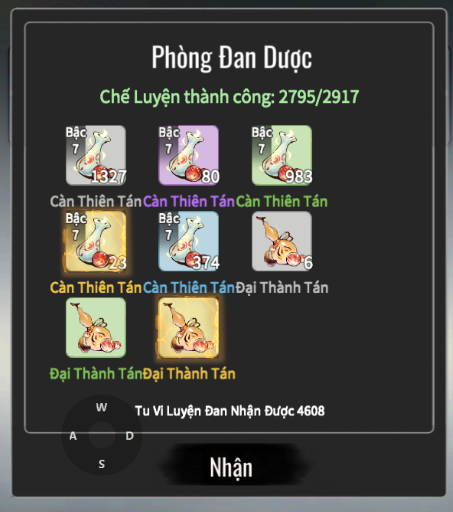 Phòng Đan Dược
Chế Luyện thành công: 2795/2917
Bậc 7 1327
Bậc 7 80
Bậc 7 983
Càn Thiên Tán Càn Thiên Tán Càn Thiên Tán
Bậc 7 23
Bậc 7 374
6
Càn Thiên Tán Càn Thiên Tán Đại Thành Tán
Đại Thành Tán Đại Thành Tán
Tu Vi Luyện Đan Nhận Được 4608
W
A D
S
Nhận